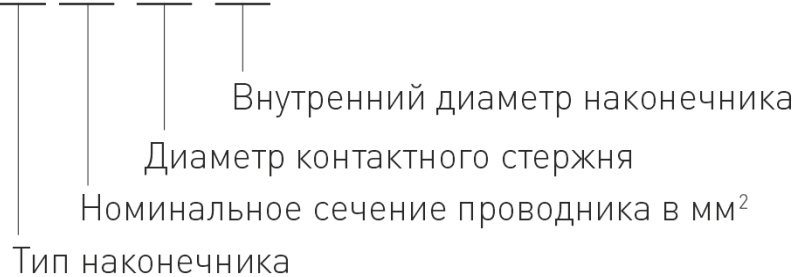 Внутренний диаметр наконечника
Диаметр контактного стержня
Номинальное сечение проводника в мм²
Тип наконечника